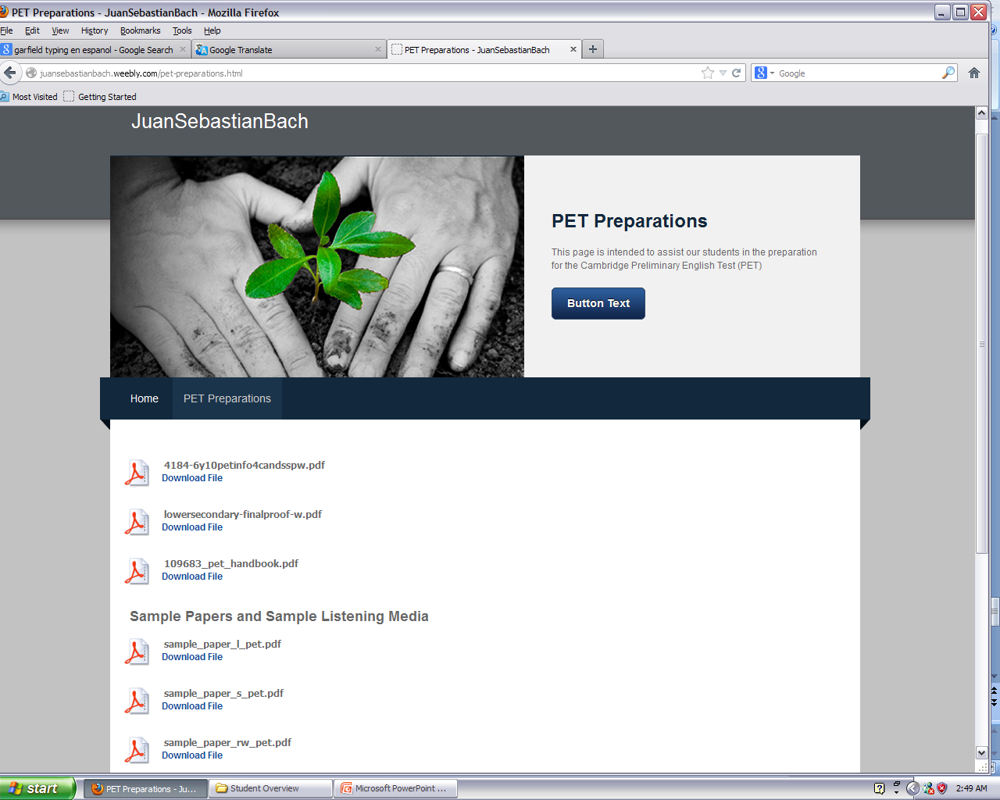 PET Preparations - JuanSebastianBach - Mozilla Firefox
File Edit View History Bookmarks Tools Help
garfield typing en espanol - Google Search
Google Translate
PET Preparations - JuanSebastianBach
juansebastianbach.weebly.com/pet-preparations.html
Google
Most Visited
Getting Started
JuanSebastianBach
PET Preparations
This page is intended to assist our students in the preparation
for the Cambridge Preliminary English Test (PET)
Button Text
Home
PET Preparations
4184-6y10petinfo4candsspw.pdf
Download File
lowersecondary-finalproof-w.pdf
Download File
109683_pet_handbook.pdf
Download File
Sample Papers and Sample Listening Media
sample_paper_l_pet.pdf
Download File
sample_paper_s_pet.pdf
Download File
sample_paper_rw_pet.pdf
Download File
start
PET Preparations - Ju...
Student Overview
Microsoft PowerPoint ...
2:49 AM